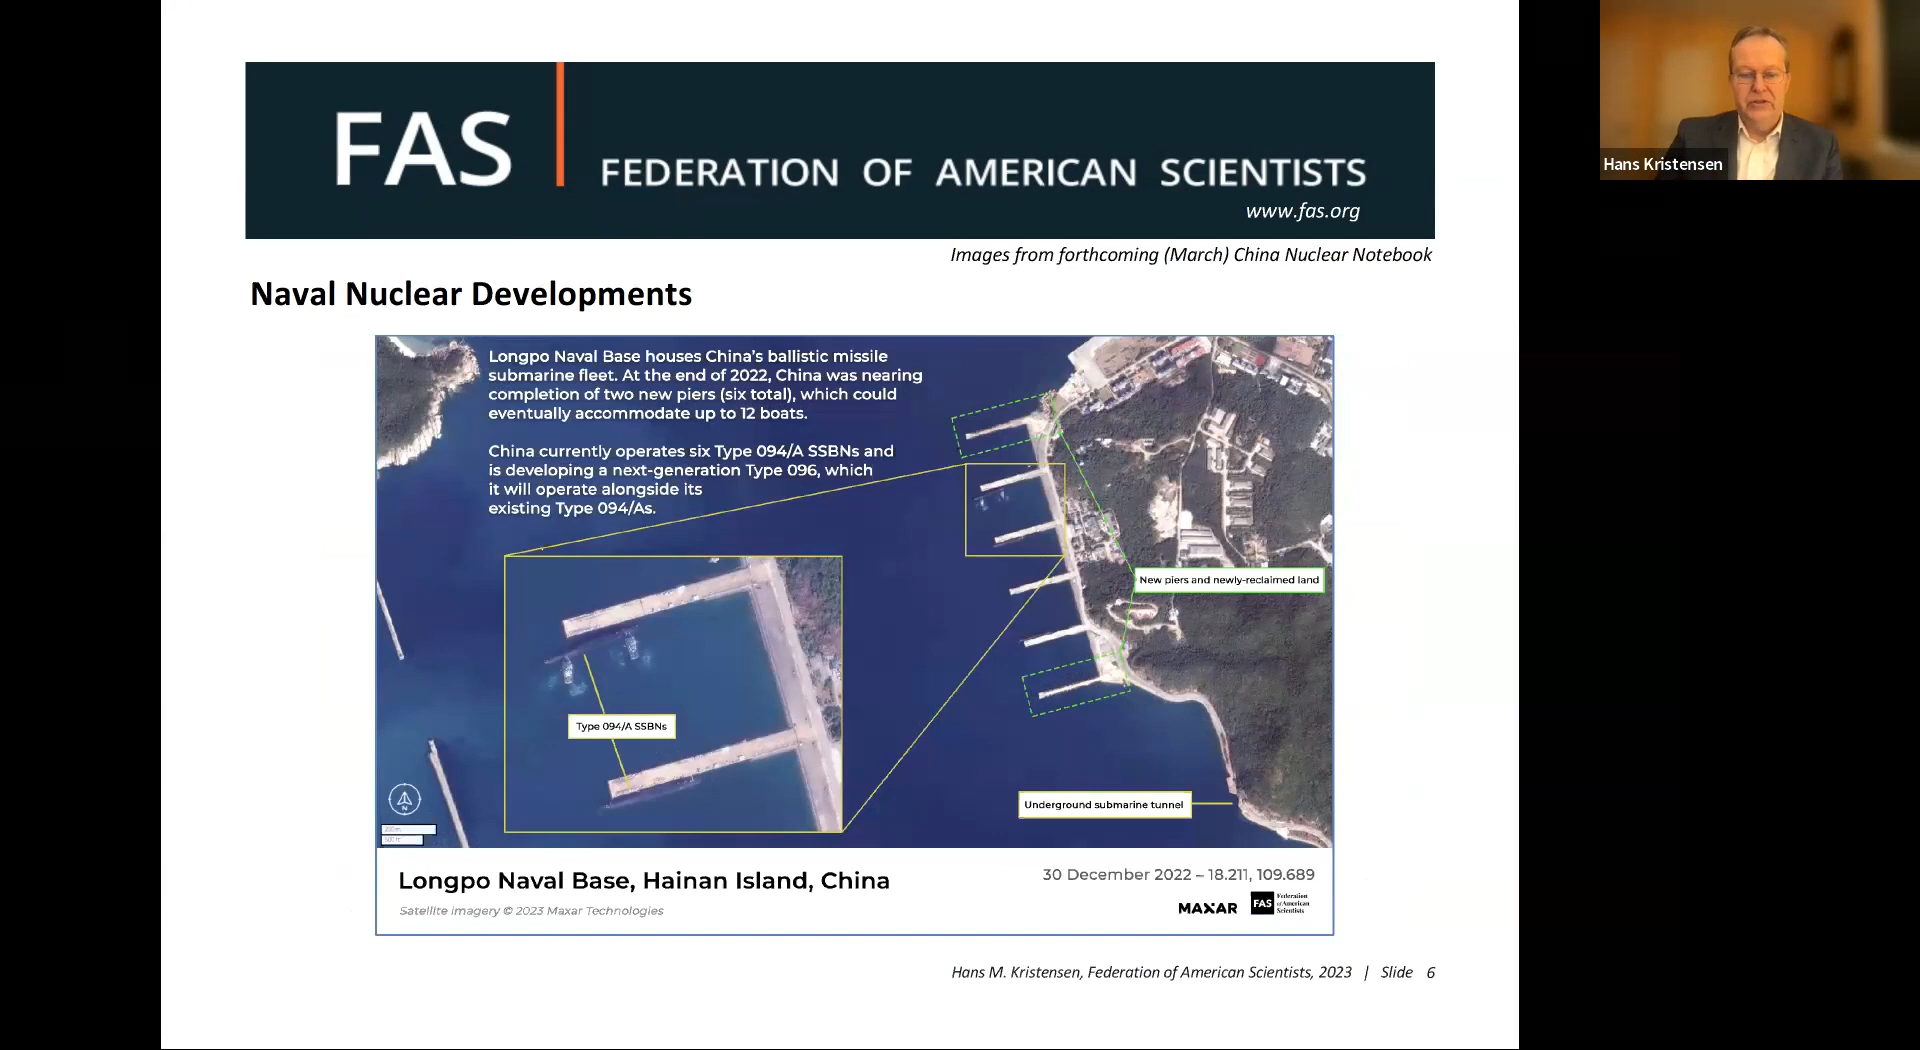 FAS
FEDERATION OF AMERICAN SCIENTISTS
www.fas.org
Hans Kristensen
Images from forthcoming (March) China Nuclear Notebook
Naval Nuclear Developments
Longpo Naval Base houses China's ballistic missile
submarine fleet. At the end of 2022, China was nearing
completion of two new piers (six total), which could
eventually accommodate up to 12 boats.
China currently operates six Type 094/A SSBNs and
is developing a next-generation Type 096, which
it will operate alongside its
existing Type 094/As.
New piers and newly-reclaimed land
Type 094/A SSBNs
Underground submarine tunnel
N
Longpo Naval Base, Hainan Island, China
30 December 2022 – 18.211, 109.689
Satellite imagery © 2023 Maxar Technologies
MAXAR
FAS
Federation
of American
Scientists
Hans M. Kristensen, Federation of American Scientists, 2023 | Slide 6